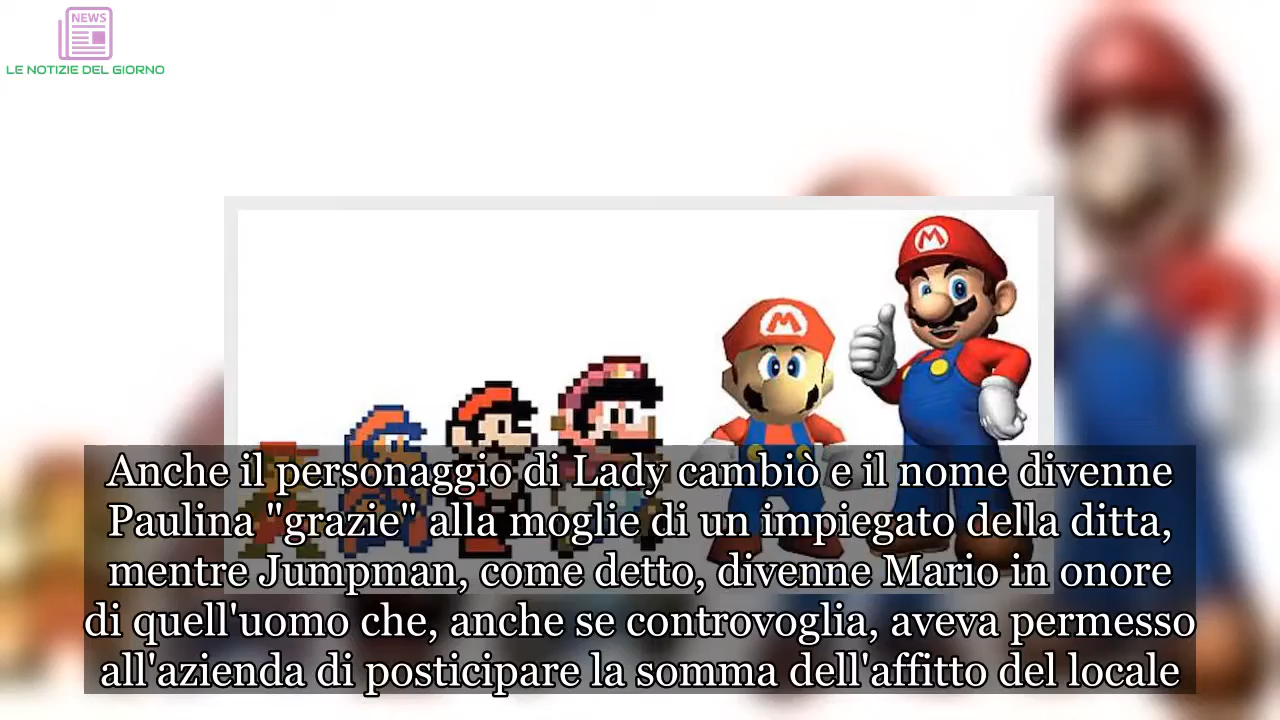 NEWS
LE NOTIZIE DEL GIORNO
M
M
Anche il personaggio di Lady cambiò e il nome divenne
Paulina "grazie" alla moglie di un impiegato della ditta,
mentre Jumpman, come detto, divenne Mario in onore
di quell'uomo che, anche se controvoglia, aveva permesso
all'azienda di posticipare la somma dell'affitto del locale